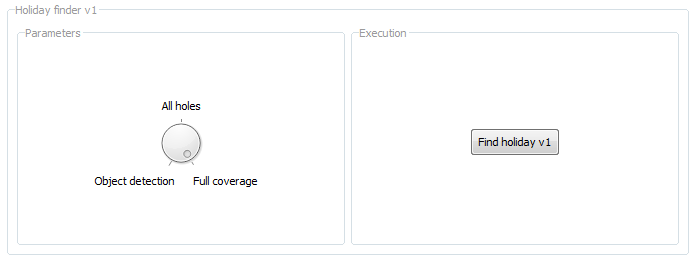 Holiday finder v1
Parameters
Execution
All holes
Find holiday v1
Object detection
Full coverage